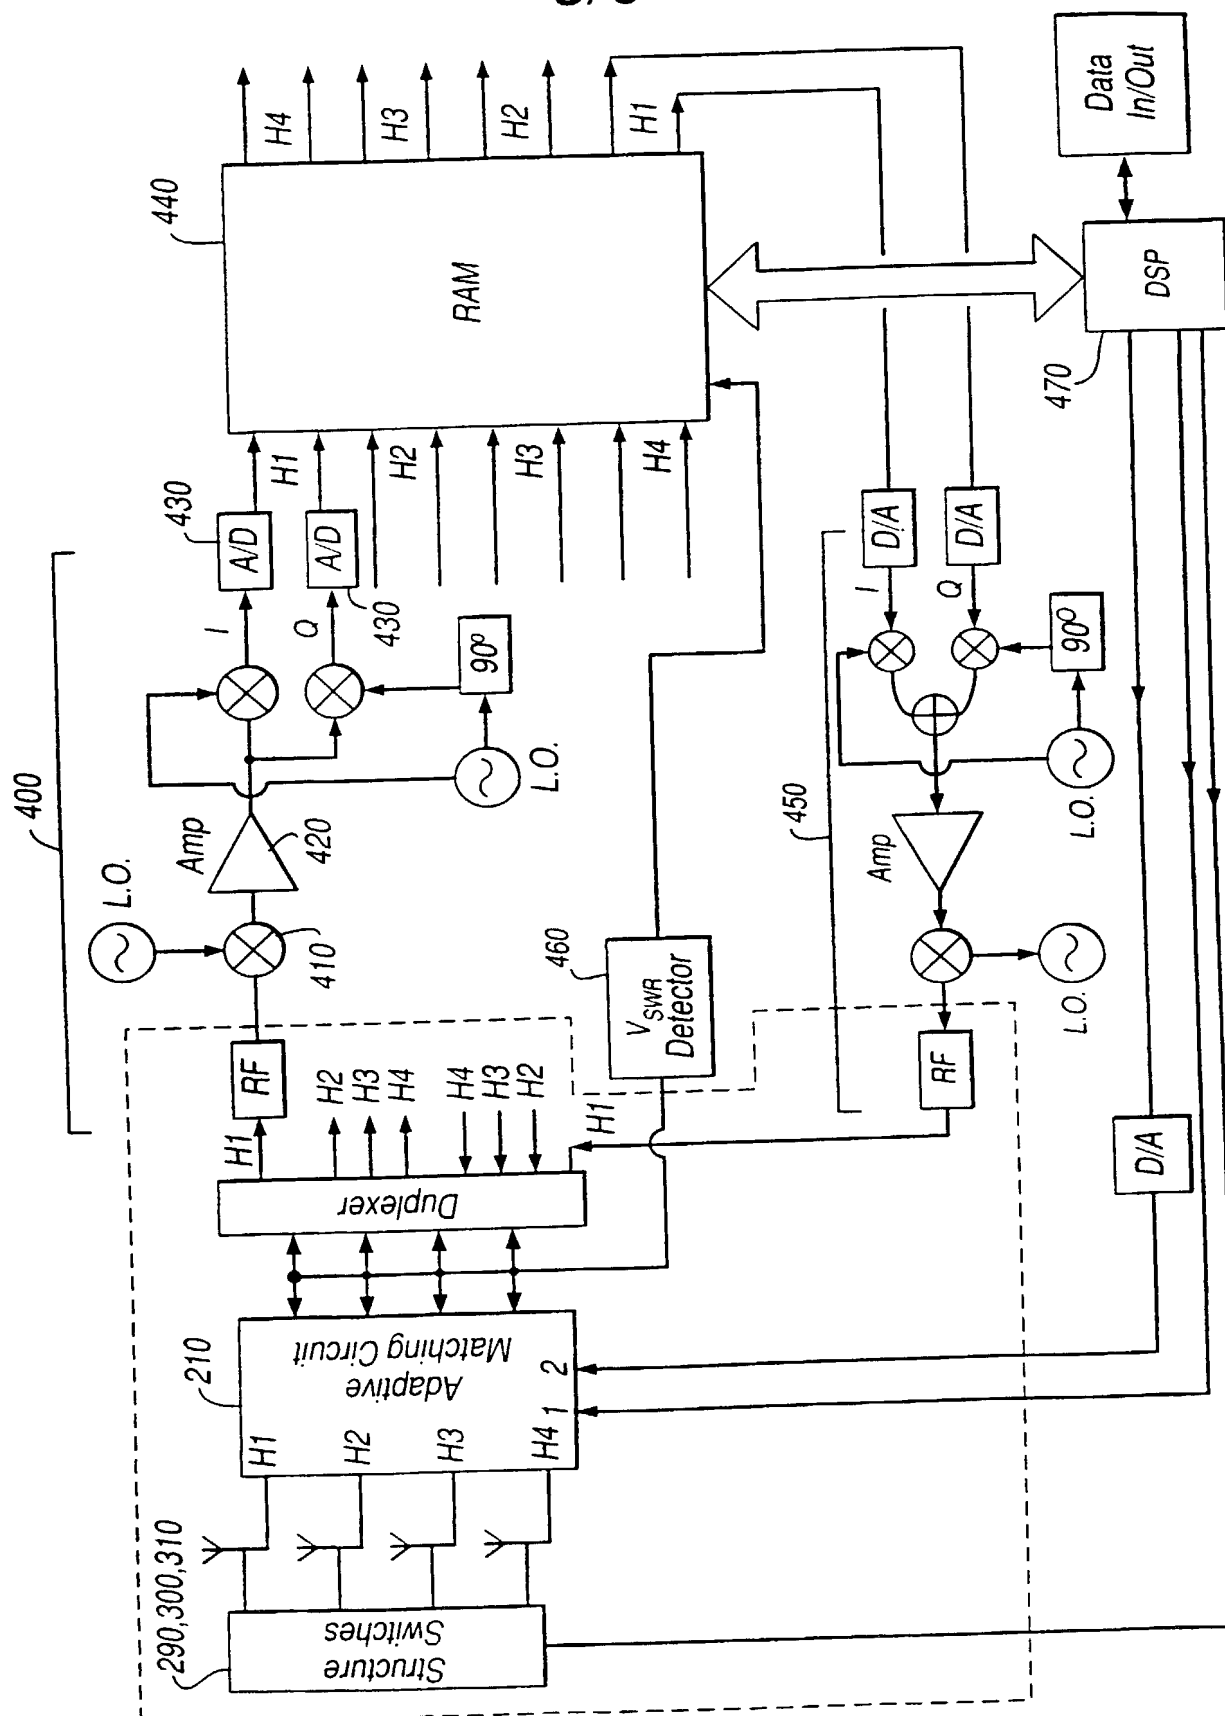 400
L.O.
Amp
420
410
RF
H1
I
Q
A/D
430
A/D
430
90º
L.O.
440
RAM
H1
H2
H3
H4
H4
H3
H2
H1
290,300,310
Structure
Switches
210
Adaptive
Matching Circuit
H1
H2
H3
H4
1
2
Duplexer
H2
H3
H4
H4
H3
H2
H1
460
VSWR
Detector
450
RF
L.O.
Amp
L.O.
90º
I
Q
D/A
D/A
D/A
470
DSP
Data
In/Out